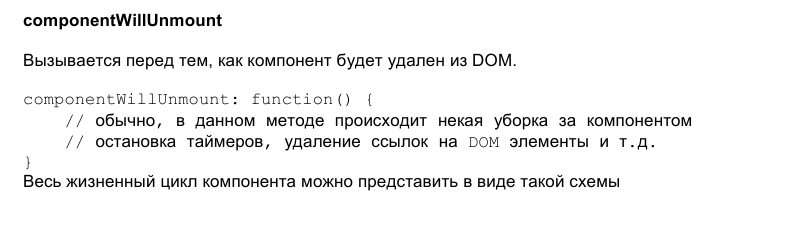 componentWillUnmount
Вызывается перед тем, как компонент будет удален из DOM.
componentWillUnmount: function() {
    // обычно, в данном методе происходит некая уборка за компонентом
    // остановка таймеров, удаление ссылок на DOM элементы и т.д.
}
Весь жизненный цикл компонента можно представить в виде такой схемы